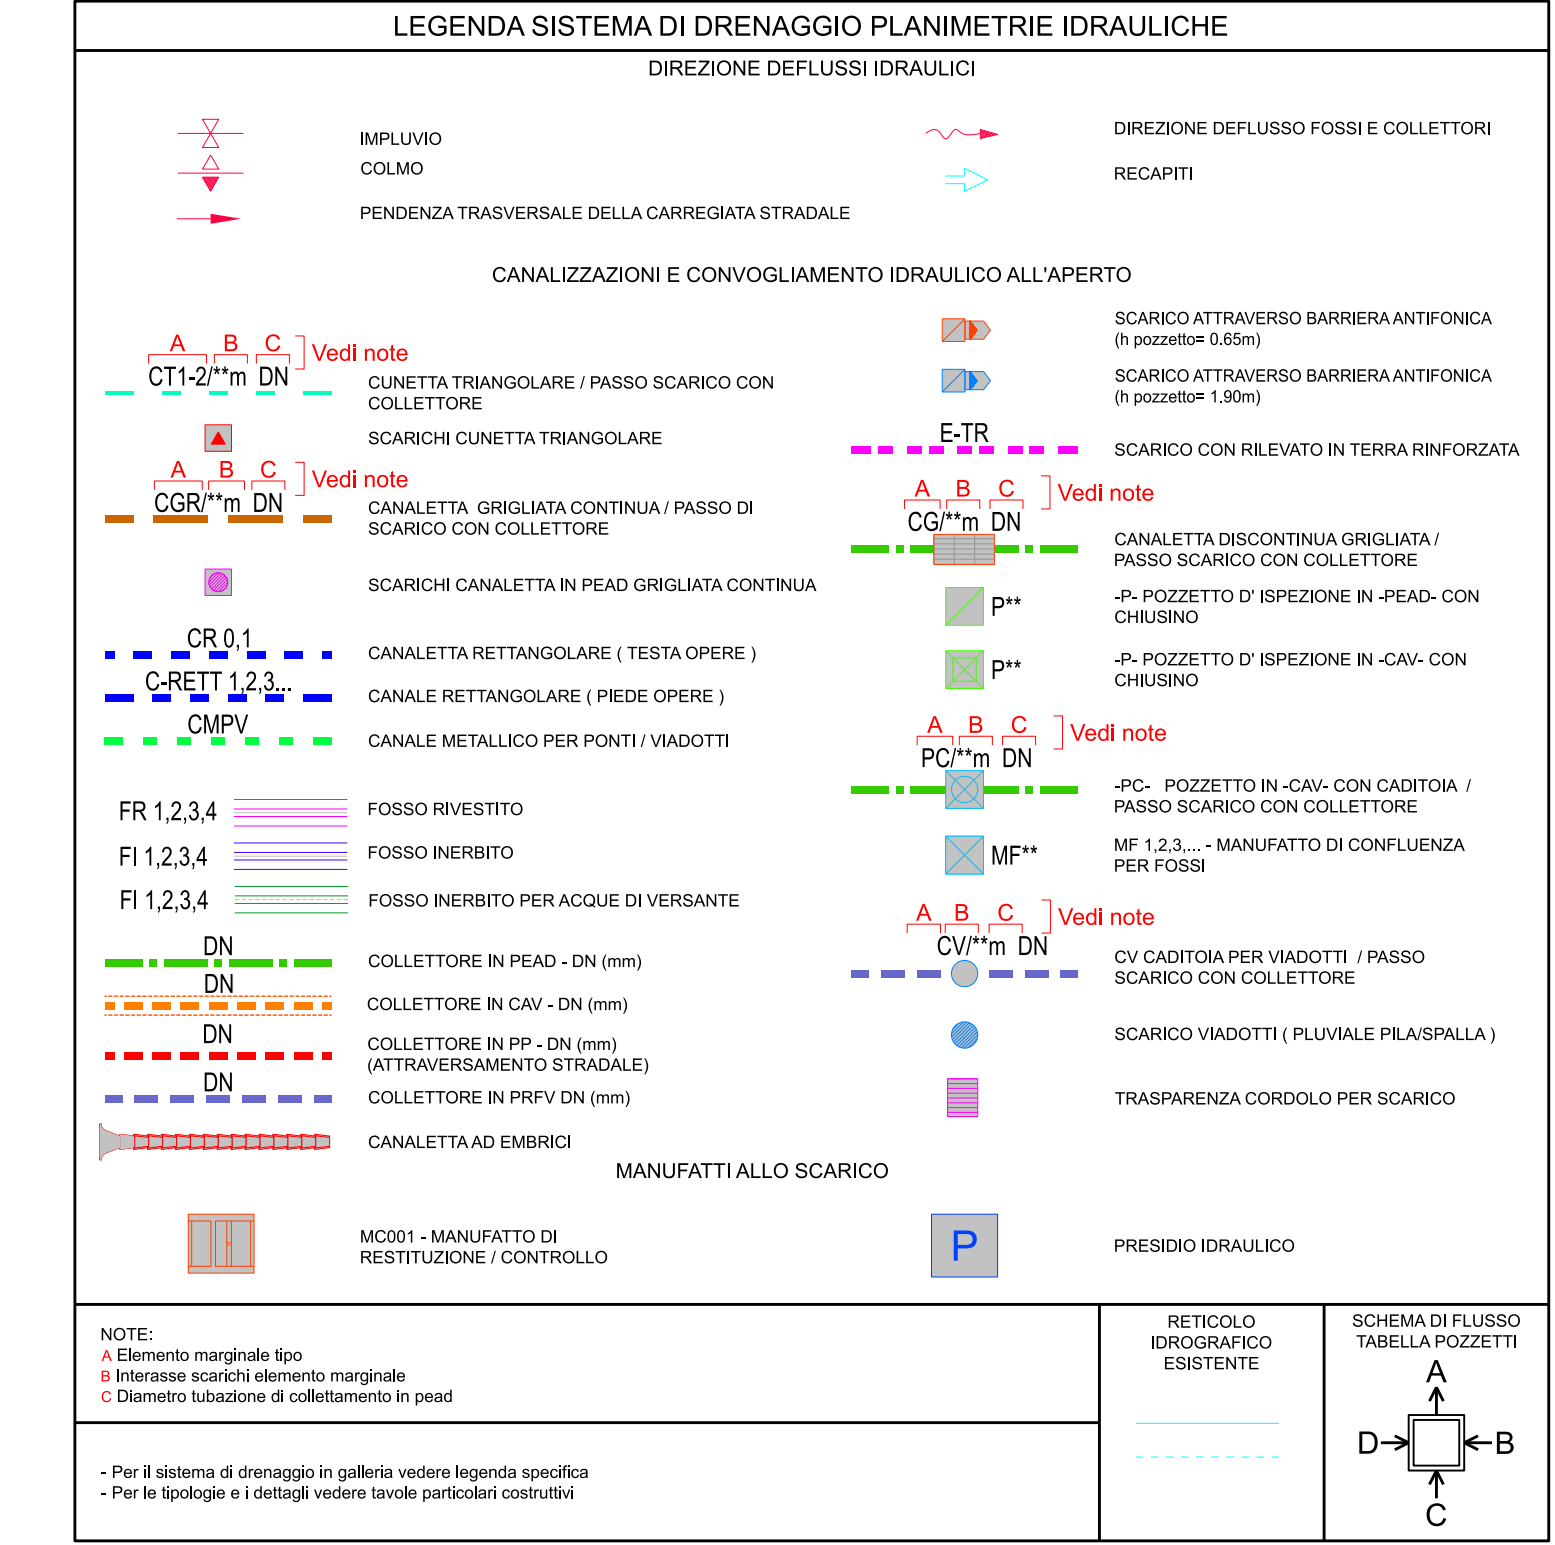 LEGENDA SISTEMA DI DRENAGGIO PLANIMETRIE IDRAULICHE
DIREZIONE DEFLUSSI IDRAULICI
IMPLUVIO
COLMO
PENDENZA TRASVERSALE DELLA CARREGIATA STRADALE
DIREZIONE DEFLUSSO FOSSI E COLLETTORI
RECAPITI
CANALIZZAZIONI E CONVOGLIAMENTO IDRAULICO ALL'APERTO
A B C
Vedi note
CT1-2/**m DN
CUNETTA TRIANGOLARE / PASSO SCARICO CON
COLLETTORE
SCARICHI CUNETTA TRIANGOLARE
A B C
Vedi note
CGR/**m DN
CANALETTA GRIGLIATA CONTINUA / PASSO DI
SCARICO CON COLLETTORE
SCARICHI CANALETTA IN PEAD GRIGLIATA CONTINUA
CR 0,1
CANALETTA RETTANGOLARE ( TESTA OPERE )
C-RETT 1,2,3...
CANALE RETTANGOLARE ( PIEDE OPERE )
CMPV
CANALE METALLICO PER PONTI / VIADOTTI
FR 1,2,3,4
FOSSO RIVESTITO
FI 1,2,3,4
FOSSO INERBITO
FI 1,2,3,4
FOSSO INERBITO PER ACQUE DI VERSANTE
DN
COLLETTORE IN PEAD - DN (mm)
DN
COLLETTORE IN CAV - DN (mm)
DN
COLLETTORE IN PP - DN (mm)
(ATTRAVERSAMENTO STRADALE)
DN
COLLETTORE IN PRFV DN (mm)
CANALETTA AD EMBRICI
SCARICO ATTRAVERSO BARRIERA ANTIFONICA
(h pozzetto= 0.65m)
SCARICO ATTRAVERSO BARRIERA ANTIFONICA
(h pozzetto= 1.90m)
E-TR
SCARICO CON RILEVATO IN TERRA RINFORZATA
A B C
Vedi note
CG/**m DN
CANALETTA DISCONTINUA GRIGLIATA /
PASSO SCARICO CON COLLETTORE
P**
-P- POZZETTO D' ISPEZIONE IN -PEAD- CON
CHIUSINO
P**
-P- POZZETTO D' ISPEZIONE IN -CAV- CON
CHIUSINO
A B C
Vedi note
PC/**m DN
-PC- POZZETTO IN -CAV- CON CADITOIA /
PASSO SCARICO CON COLLETTORE
MF**
MF 1,2,3,... - MANUFATTO DI CONFLUENZA
PER FOSSI
A B C
Vedi note
CV/**m DN
CV CADITOIA PER VIADOTTI / PASSO
SCARICO CON COLLETTORE
SCARICO VIADOTTI ( PLUVIALE PILA/SPALLA )
TRASPARENZA CORDOLO PER SCARICO
MANUFATTI ALLO SCARICO
MC001 - MANUFATTO DI
RESTITUZIONE / CONTROLLO
P
PRESIDIO IDRAULICO
NOTE:
A Elemento marginale tipo
B Interasse scarichi elemento marginale
C Diametro tubazione di collettamento in pead
- Per il sistema di drenaggio in galleria vedere legenda specifica
- Per le tipologie e i dettagli vedere tavole particolari costruttivi
RETICOLO
IDROGRAFICO
ESISTENTE
SCHEMA DI FLUSSO
TABELLA POZZETTI
A
D B
C